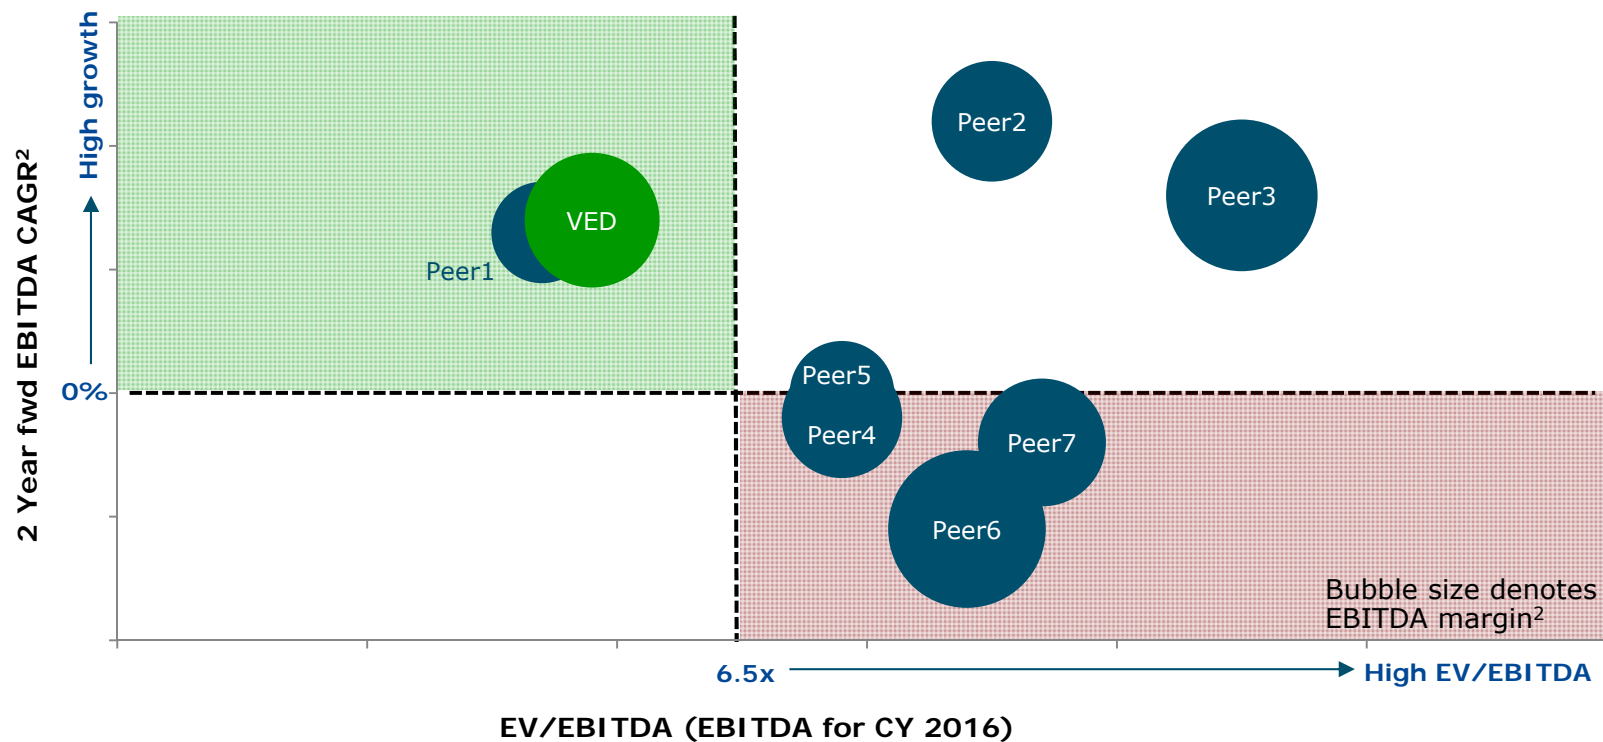 High growth
2 Year fwd EBITDA CAGR²
0%
Peer2
Peer3
VED
Peer1
Peer5
Peer4
Peer7
Peer6
Bubble size denotes
EBITDA margin²
6.5x
High EV/EBITDA
EV/EBITDA (EBITDA for CY 2016)